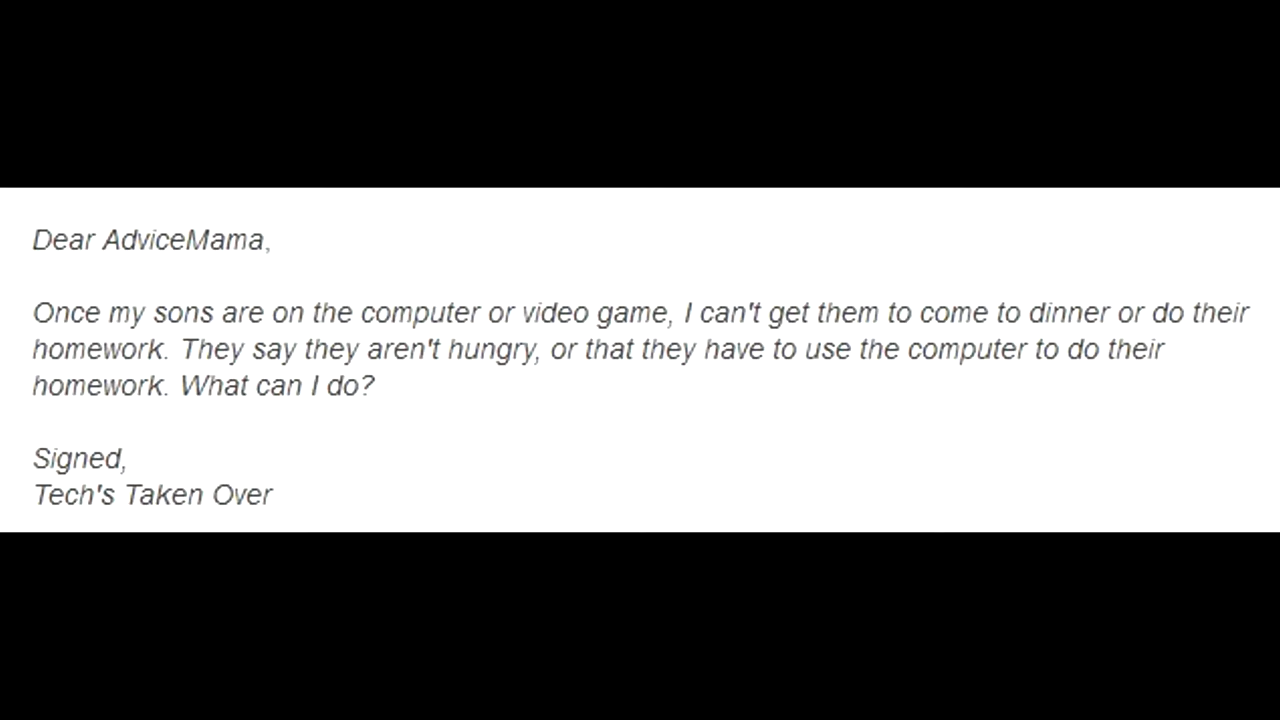 Dear AdviceMama,
Once my sons are on the computer or video game, I can't get them to come to dinner or do their
homework. They say they aren't hungry, or that they have to use the computer to do their
homework. What can I do?
Signed,
Tech's Taken Over